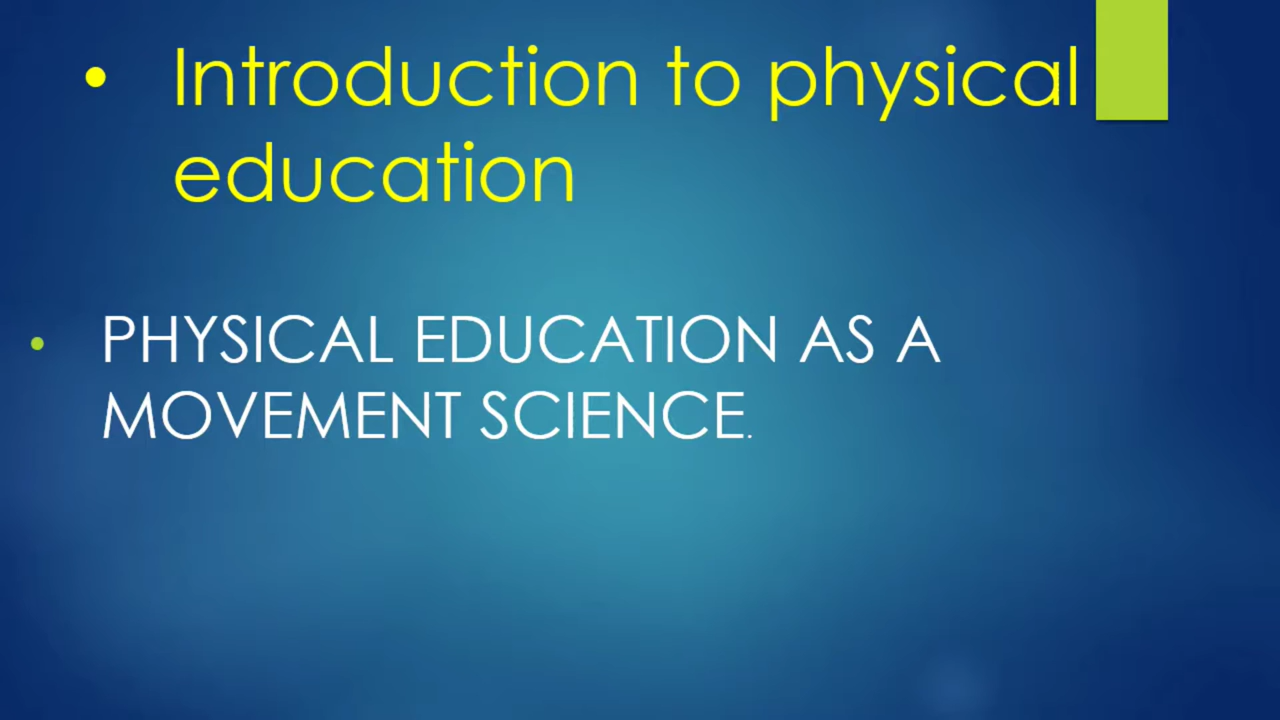 • Introduction to physical
education
• PHYSICAL EDUCATION AS A
MOVEMENT SCIENCE.